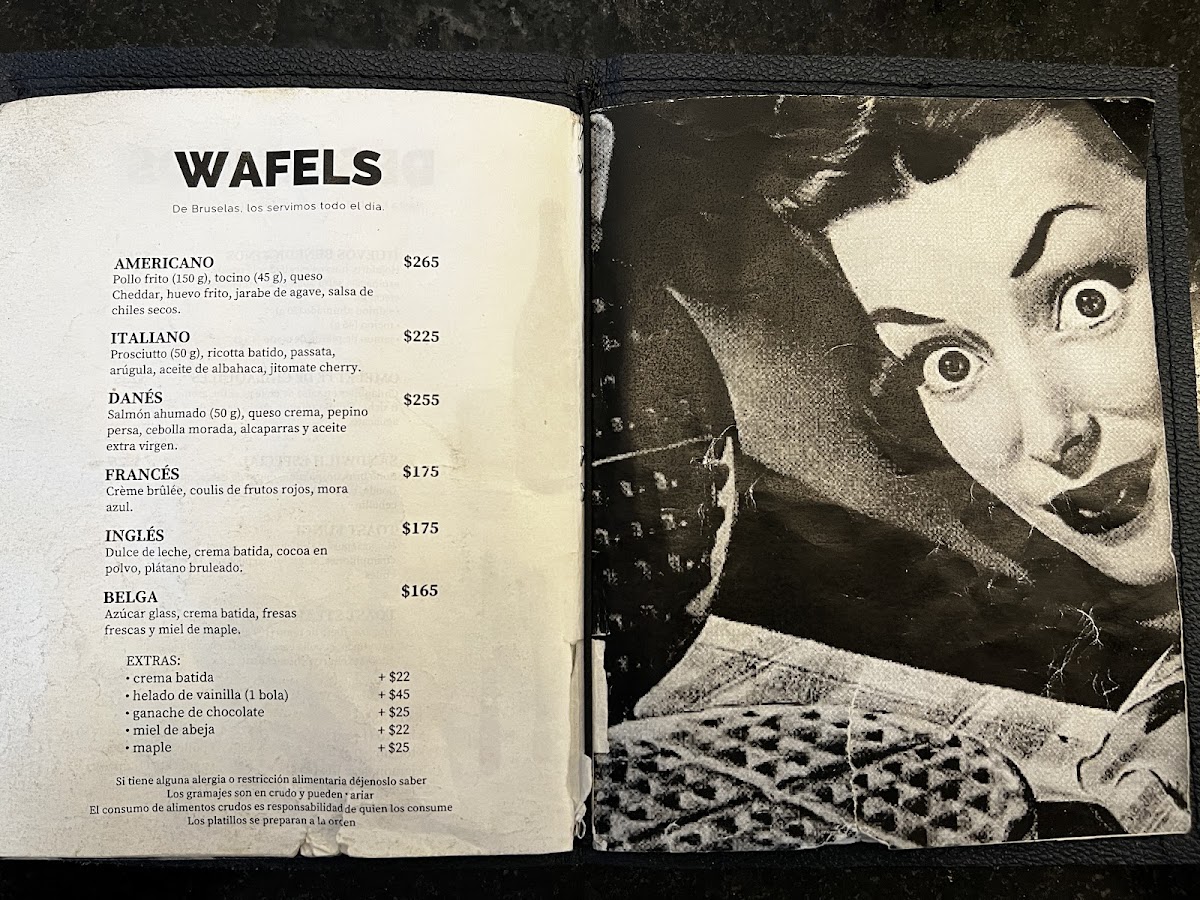 WAFELS
De Bruselas, los servimos todo el día.
AMERICANO $265
Pollo frito (150 g), tocino (45 g), queso
Cheddar, huevo frito, jarabe de agave, salsa de
chiles secos.
ITALIANO $225
Prosciutto (50 g), ricotta batido, passata,
arúgula, aceite de albahaca, jitomate cherry.
DANÉS $255
Salmón ahumado (50 g), queso crema, pepino
persa, cebolla morada, alcaparras y aceite
extra virgen.
FRANCÉS $175
Crème brûlée, coulis de frutos rojos, mora
azul.
INGLÉS $175
Dulce de leche, crema batida, cocoa en
polvo, plátano bruleado.
BELGA $165
Azúcar glass, crema batida, fresas
frescas y miel de maple.
EXTRAS:
• crema batida + $22
• helado de vainilla (1 bola) + $45
• ganache de chocolate + $25
• miel de abeja + $22
• maple + $25
Si tiene alguna alergia o restricción alimentaria déjenoslo saber
Los gramajes son en crudo y pueden variar
El consumo de alimentos crudos es responsabilidad de quien los consume
Los platillos se preparan a la orden